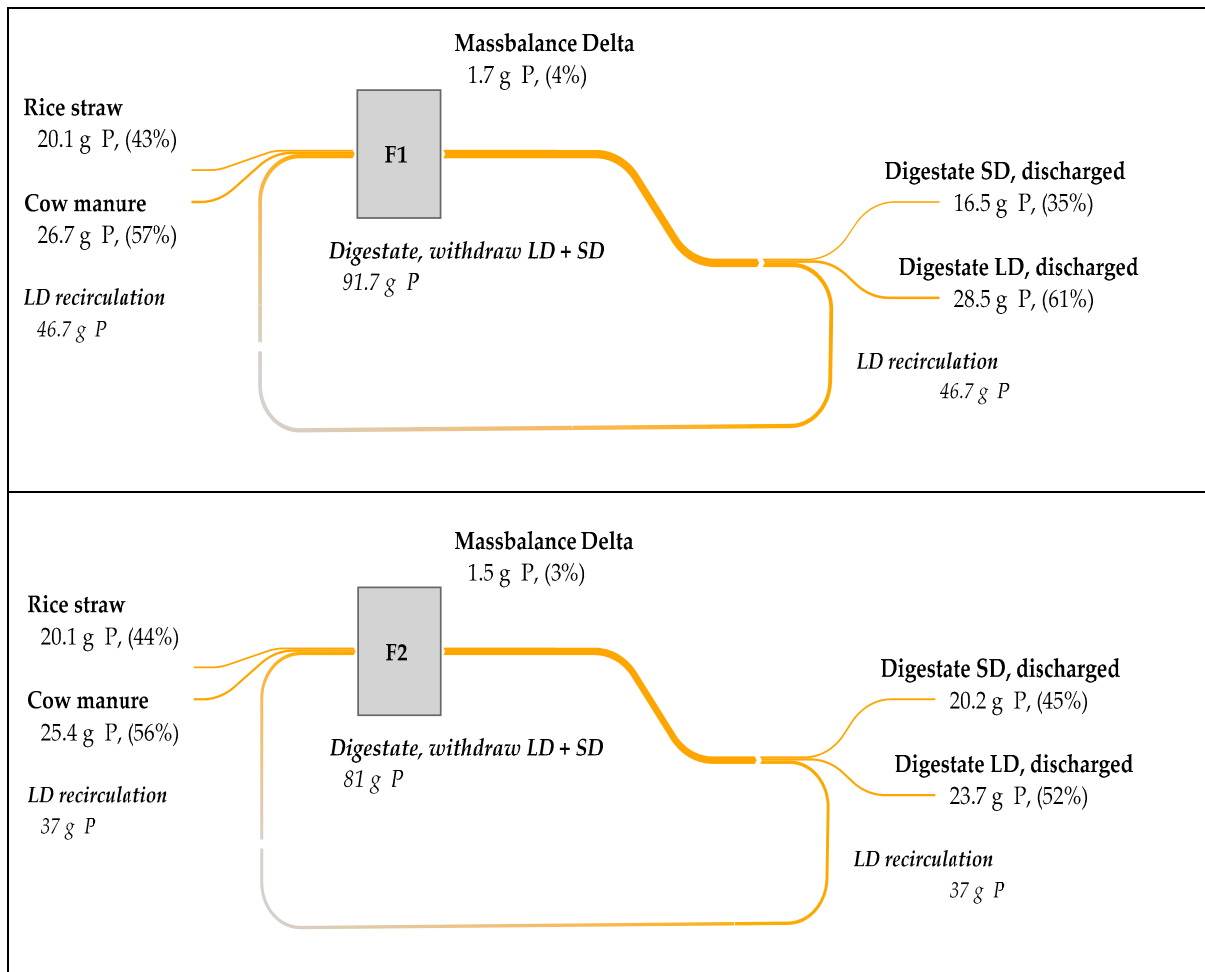 Massbalance Delta
1.7 g P, (4%)
Rice straw
20.1 g P, (43%)
F1
Cow manure
26.7 g P, (57%)
Digestate SD, discharged
16.5 g P, (35%)
Digestate, withdraw LD + SD
91.7 g P
Digestate LD, discharged
28.5 g P, (61%)
LD recirculation
46.7 g P
LD recirculation
46.7 g P
Massbalance Delta
1.5 g P, (3%)
Rice straw
20.1 g P, (44%)
F2
Cow manure
25.4 g P, (56%)
Digestate SD, discharged
20.2 g P, (45%)
Digestate, withdraw LD + SD
81 g P
Digestate LD, discharged
23.7 g P, (52%)
LD recirculation
37 g P
LD recirculation
37 g P